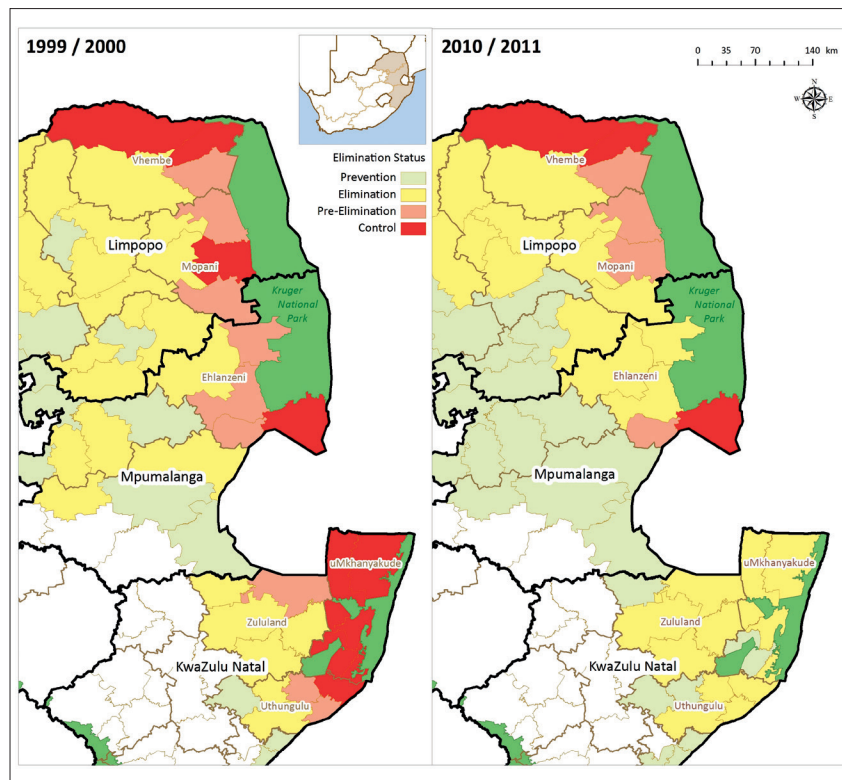 1999 / 2000
Elimination Status
Prevention
Elimination
Pre-Elimination
Control
Vhembe
Limpopo
Mopani
Kruger
National
Park
Ehlanzeni
Mpumalanga
uMkhanyakude
Zululand
KwaZulu Natal
Uthungulu
2010 / 2011
0 35 70 140 km
N
W E
S
Vhembe
Limpopo
Mopani
Kruger
National
Park
Ehlanzeni
Mpumalanga
uMkhanyakude
Zululand
KwaZulu Natal
Uthungulu